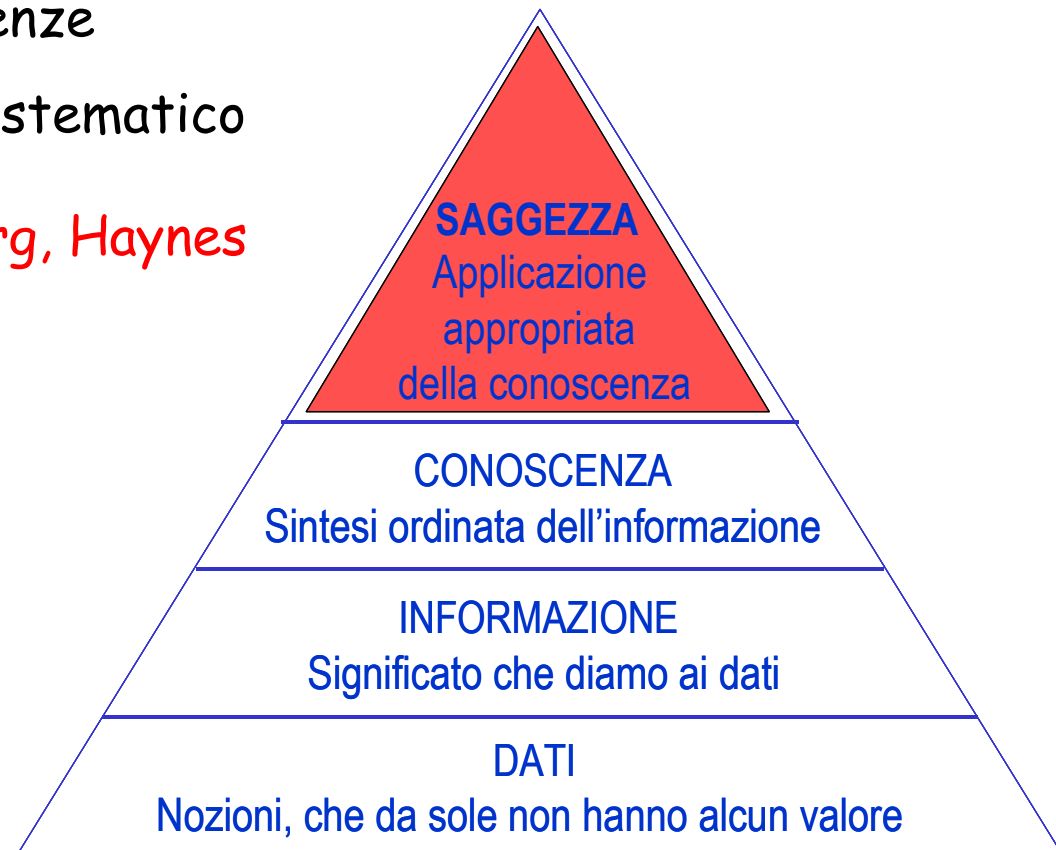 enze
stematico
rg, Haynes
SAGGEZZA
Applicazione
appropriata
della conoscenza
CONOSCENZA
Sintesi ordinata dell’informazione
INFORMAZIONE
Significato che diamo ai dati
DATI
Nozioni, che da sole non hanno alcun valore